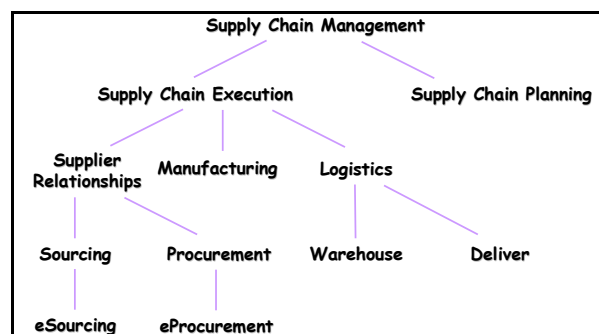 Supply Chain Management
Supply Chain Execution
Supply Chain Planning
Supplier
Relationships
Manufacturing
Logistics
Sourcing
Procurement
Warehouse
Deliver
eSourcing
eProcurement